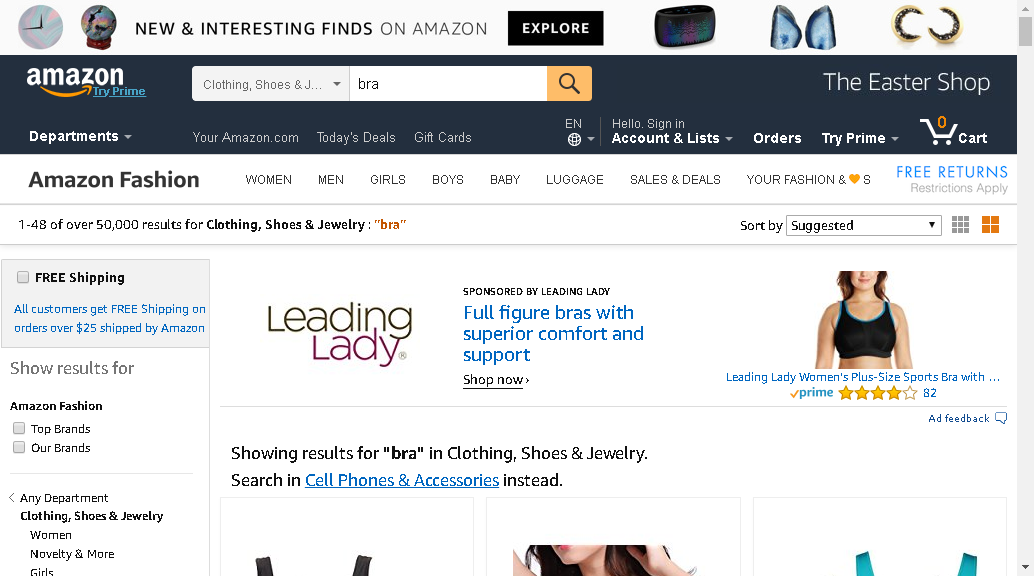 NEW & INTERESTING FINDS ON AMAZON
EXPLORE
amazon
Try Prime
Clothing, Shoes & J...
bra
The Easter Shop
Departments
Your Amazon.com
Today's Deals
Gift Cards
EN
Hello. Sign in
Account & Lists
Orders
Try Prime
0
Cart
Amazon Fashion
WOMEN
MEN
GIRLS
BOYS
BABY
LUGGAGE
SALES & DEALS
YOUR FASHION & 🧡 S
FREE RETURNS
Restrictions Apply
1-48 of over 50,000 results for Clothing, Shoes & Jewelry : "bra"
Sort by
Suggested
FREE Shipping
All customers get FREE Shipping on
orders over $25 shipped by Amazon
Show results for
Amazon Fashion
Top Brands
Our Brands
Any Department
Clothing, Shoes & Jewelry
Women
Novelty & More
Girls
Leading
Lady®
SPONSORED BY LEADING LADY
Full figure bras with
superior comfort and
support
Shop now ›
Leading Lady Women's Plus-Size Sports Bra with ...
prime
82
Ad feedback
Showing results for "bra" in Clothing, Shoes & Jewelry.
Search in Cell Phones & Accessories instead.